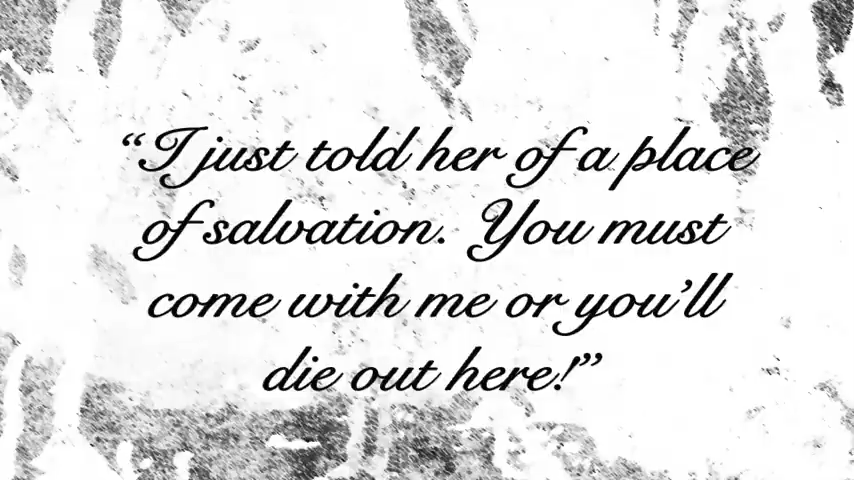 “I just told her of a place
of salvation. You must
come with me or you’ll
die out here!”